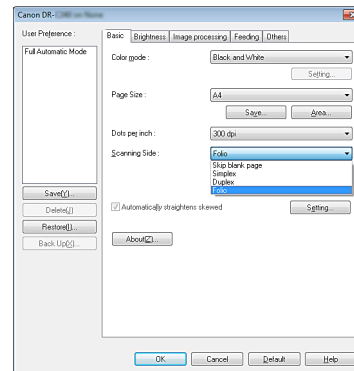 Canon DR-
User Preference :
Full Automatic Mode
Save(Y)...
Delete(J)
Restore(I)...
Back Up(X)...
Basic
Brightness
Image processing
Feeding
Others
Color mode :
Black and White
Setting...
Page Size :
A4
Save...
Area...
Dots per inch :
300 dpi
Scanning Side :
Folio
Skip blank page
Simplex
Duplex
Folio
Automatically straightens skewed
Setting...
About(Z)...
OK
Cancel
Default
Help